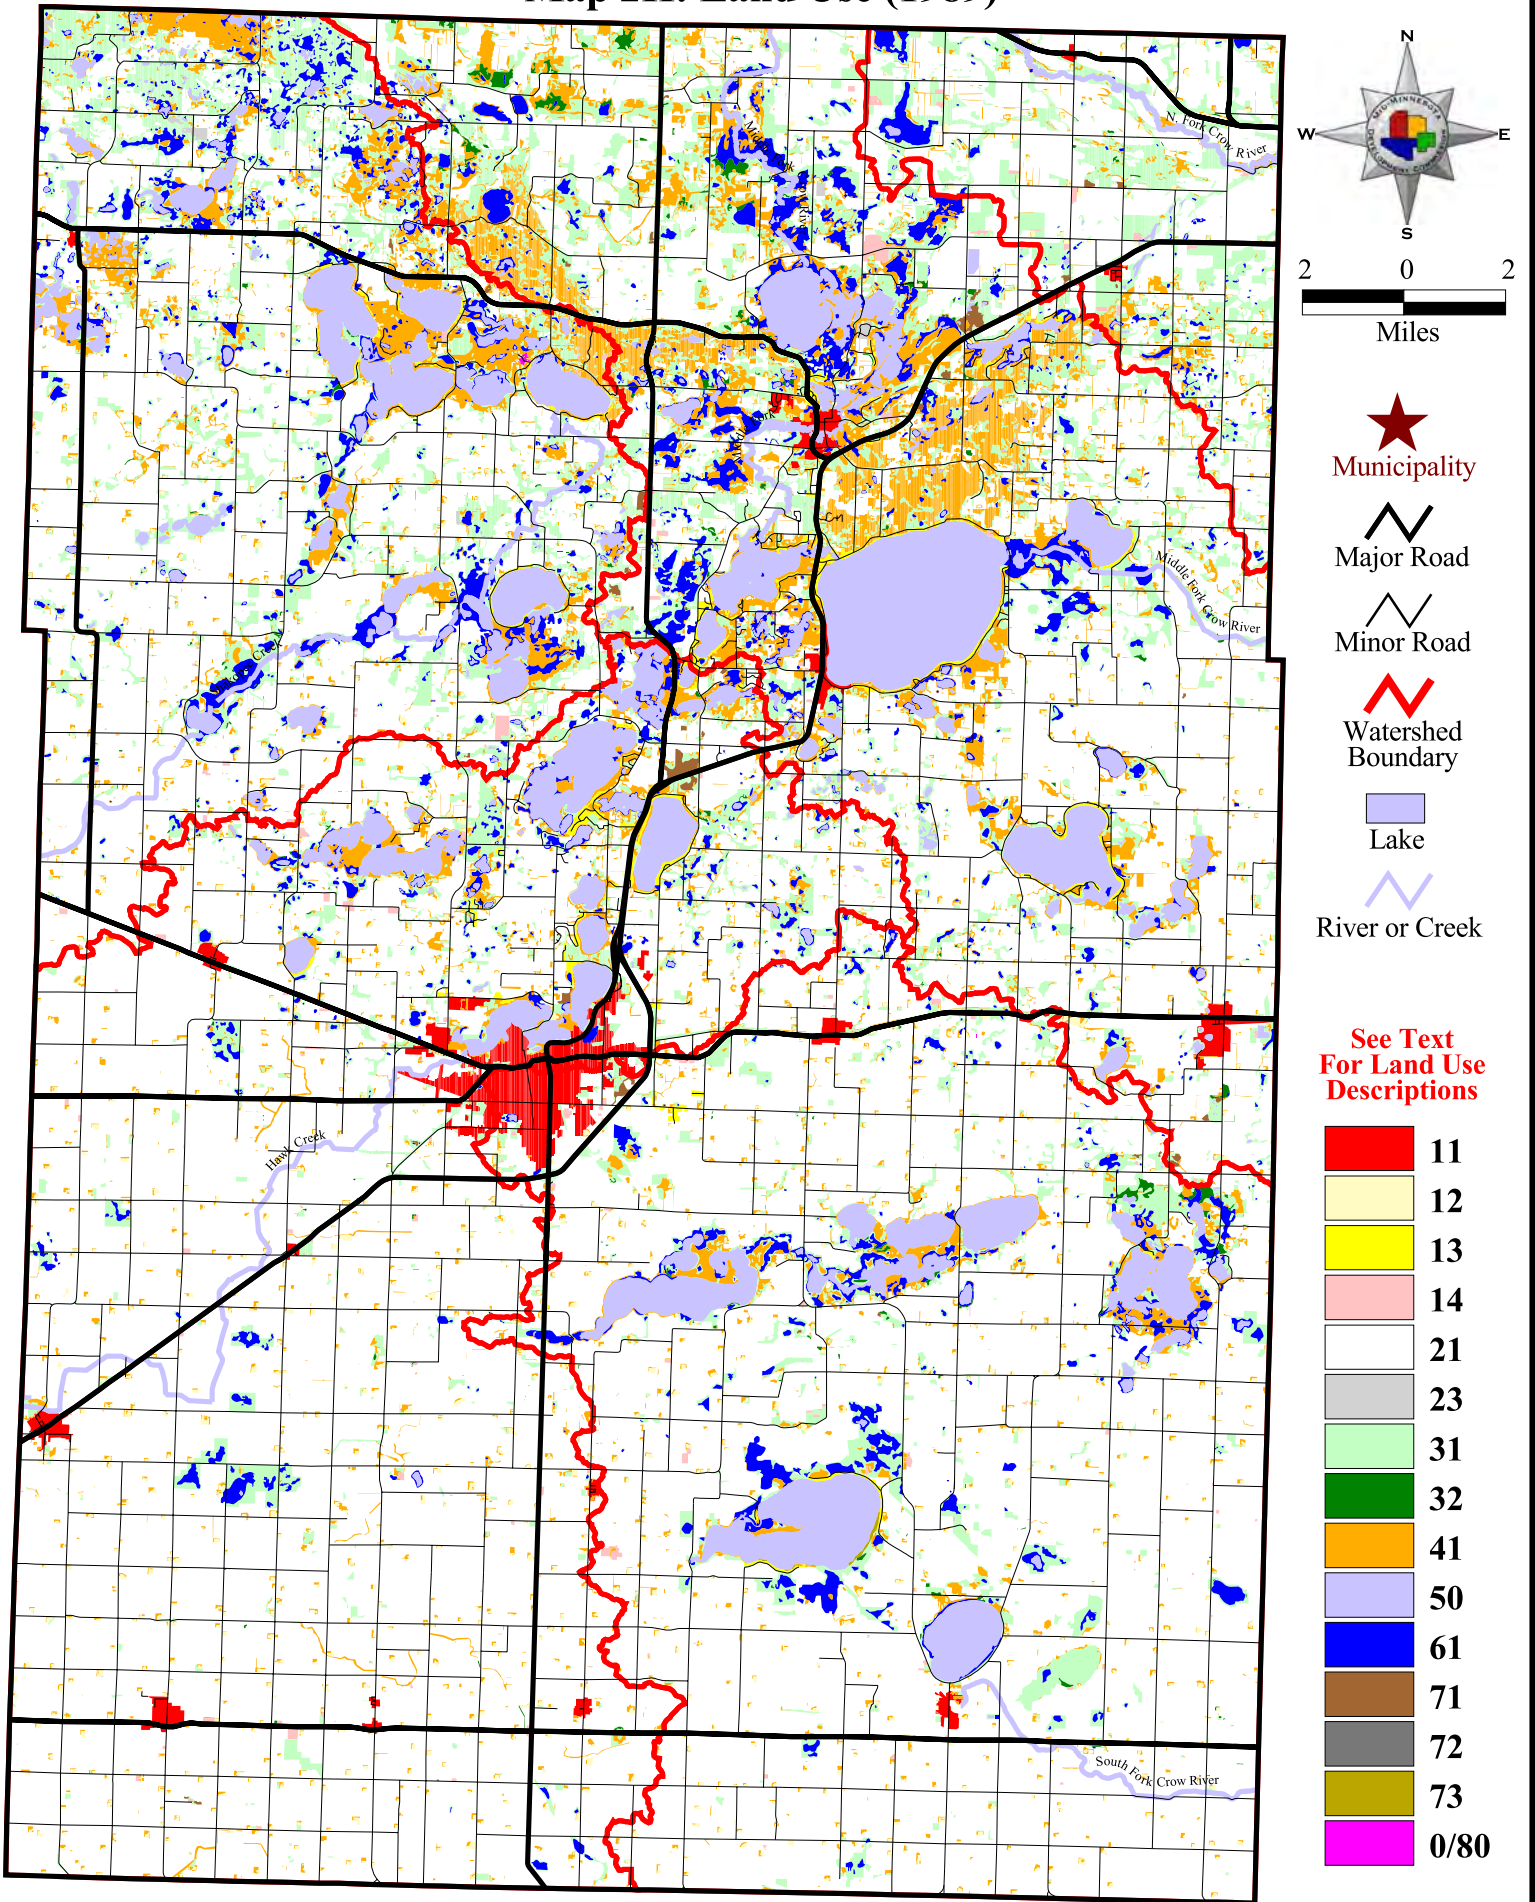 N
W
E
S
2 0 2
Miles
Municipality
Major Road
Minor Road
Watershed
Boundary
Lake
River or Creek
See Text
For Land Use
Descriptions
11
12
13
14
21
23
31
32
41
50
61
71
72
73
0/80
N. Fork Crow River
Middle Fork Crow River
Hawk Creek
South Fork Crow River